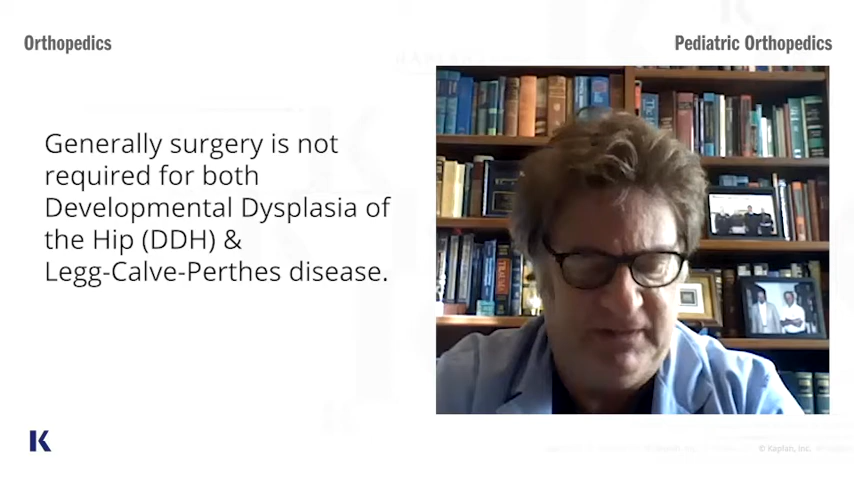 Orthopedics
Pediatric Orthopedics
Generally surgery is not
required for both
Developmental Dysplasia of
the Hip (DDH) &
Legg-Calve-Perthes disease.
K
© Kaplan, Inc.